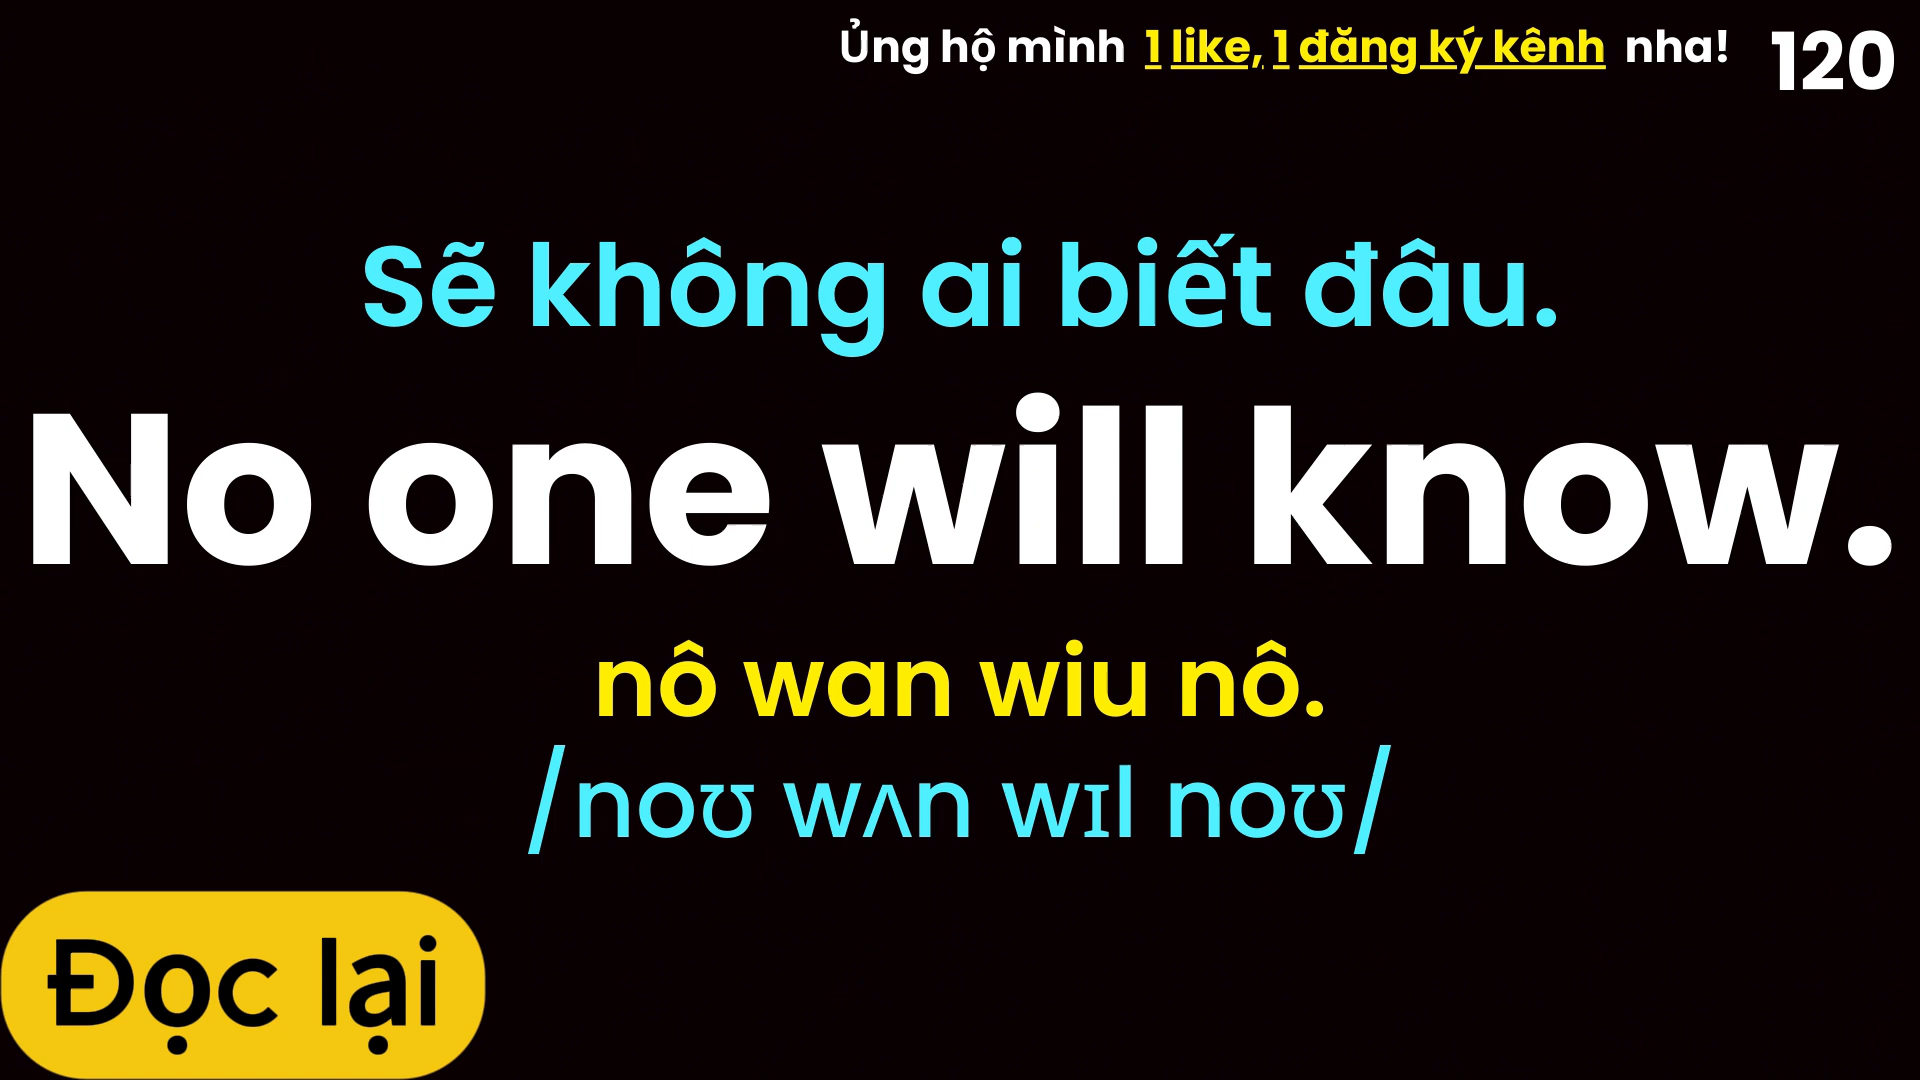 Ủng hộ mình 1 like, 1 đăng ký kênh nha! 120
Sẽ không ai biết đâu.
No one will know.
nô wan wiu nô.
/noʊ wʌn wɪl noʊ/
Đọc lại